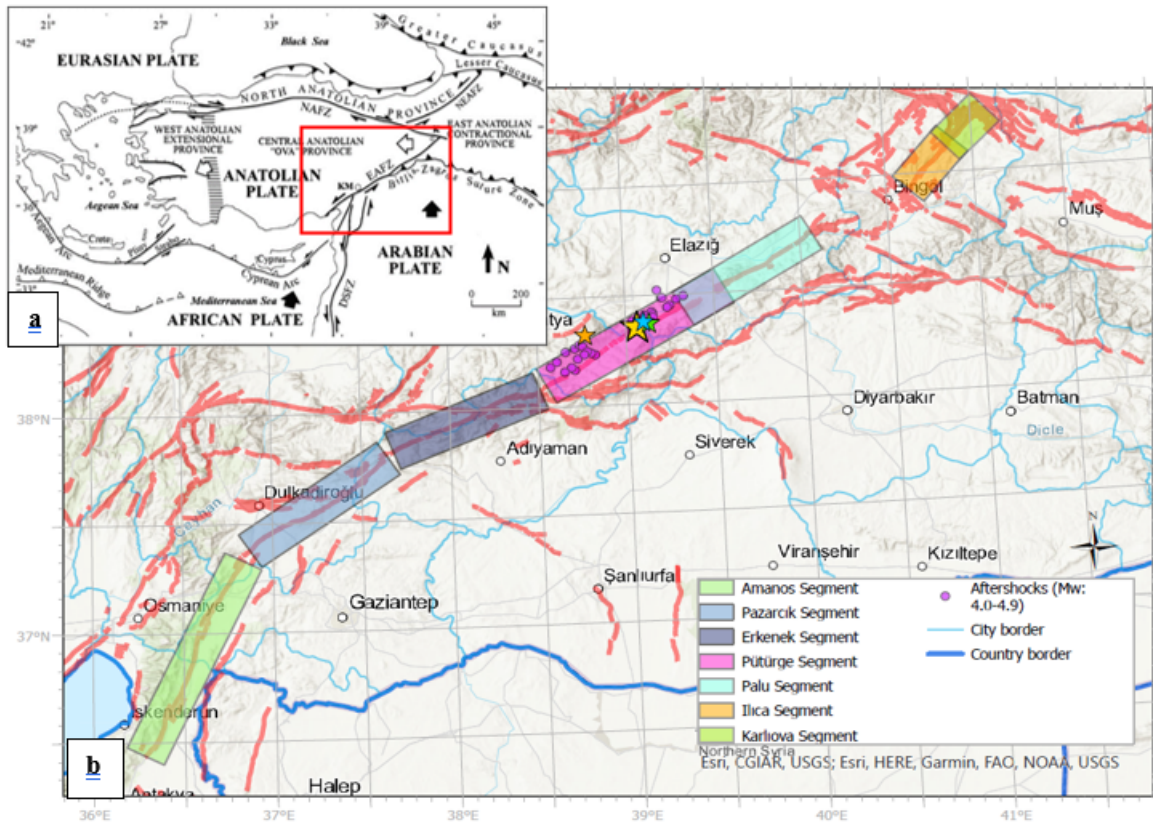 21°
27°
33°
39°
45°
42°
EURASIAN PLATE
Black Sea
Greater Caucasus
Lesser Caucasus
NORTH ANATOLIAN PROVINCE
NAFZ
NEAFZ
39°
WEST ANATOLIAN
EXTENSIONAL
PROVINCE
CENTRAL ANATOLIAN
"OVA" PROVINCE
EAST ANATOLIAN
CONTRACTIONAL
PROVINCE
K
ANATOLIAN
PLATE
EAFZ
KM
Bitlis-Zagros Suture Zone
Aegean Sea
Aegean Arc
Crete
Pliny
Strabo
Cyprus
Cyprean Arc
ARABIAN
PLATE
N
0 200
km
33°
Mediterranean Ridge
Mediterranean Sea
AFRICAN PLATE
DSFZ
a
Bingöl
Muş
Elazığ
tya
Diyarbakır
Batman
Dicle
38°N
Adıyaman
Siverek
Dulkadiroğlu
Ceyhan
Viranşehir
Kızıltepe
Şanlıurfa
Osmaniye
Gaziantep
37°N
İskenderun
Antakya
Halep
Northern Syria
b
Amanos Segment
Pazarcık Segment
Erkenek Segment
Pütürge Segment
Palu Segment
Ilıca Segment
Karlıova Segment
Aftershocks (Mw:
4.0-4.9)
City border
Country border
Esri, CGIAR, USGS; Esri, HERE, Garmin, FAO, NOAA, USGS
36°E
37°E
38°E
39°E
40°E
41°E